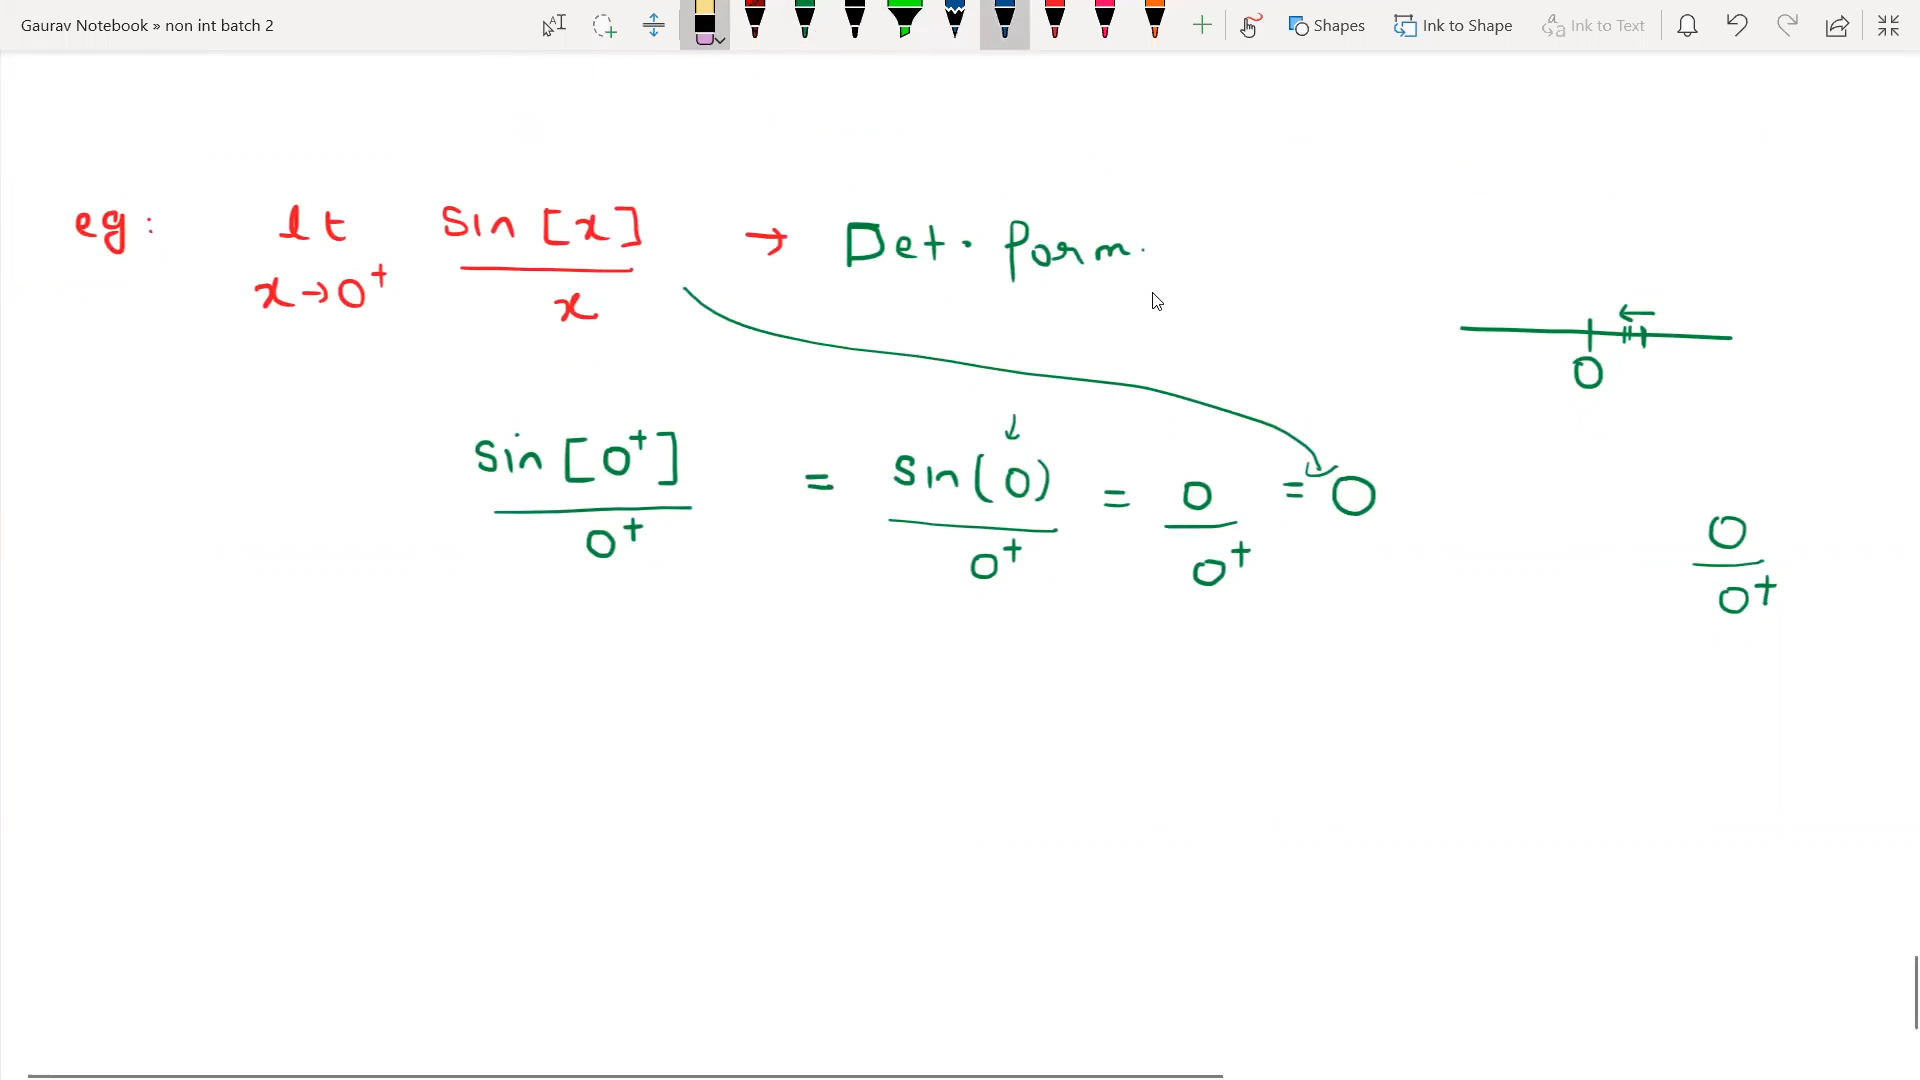 Gaurav Notebook » non int batch 2
Shapes
Ink to Shape
Ink to Text
eg : lt x→0⁺ sin [x] / x → Det. form.
0
sin [0⁺] / 0⁺ = sin(0) / 0⁺ = 0 / 0⁺ = 0
0 / 0⁺